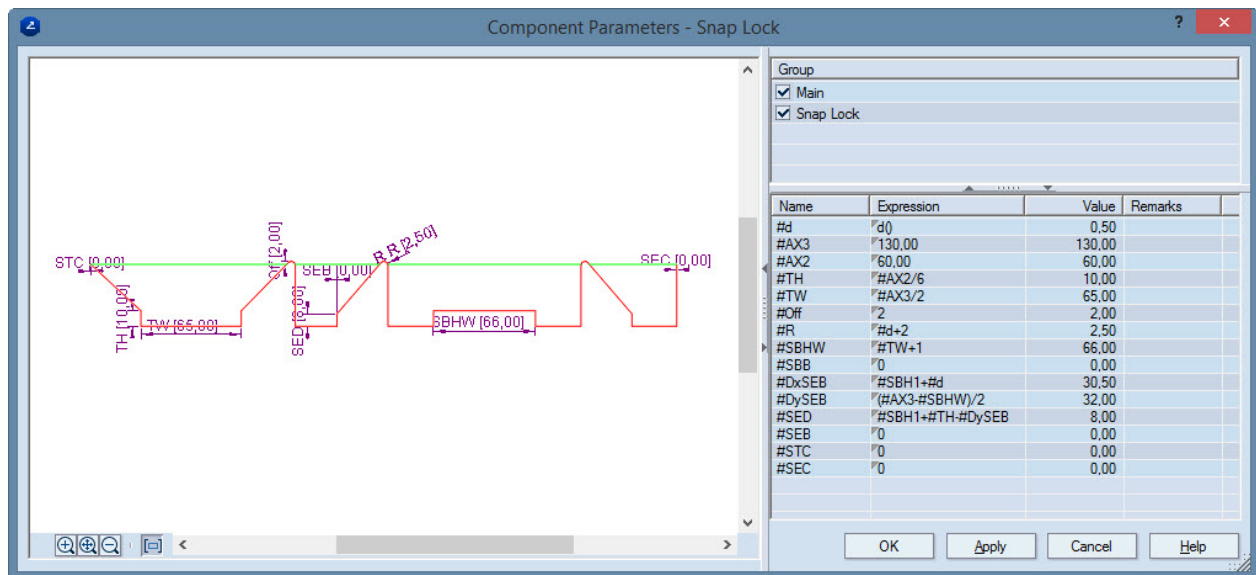 Component Parameters - Snap Lock
?
STC [0,00]
Off [2,00]
SEB [0,00]
R R [2,50]
SEC [0,00]
TH [10,00]
TW [65,00]
SED [8,00]
SBHW [66,00]
Group
Main
Snap Lock
Name Expression Value Remarks
#d d() 0,50
#AX3 130,00 130,00
#AX2 60,00 60,00
#TH #AX2/6 10,00
#TW #AX3/2 65,00
#Off 2 2,00
#R #d+2 2,50
#SBHW #TW+1 66,00
#SBB 0 0,00
#DxSEB #SBH1+#d 30,50
#DySEB (#AX3-#SBHW)/2 32,00
#SED #SBH1+#TH-#DySEB 8,00
#SEB 0 0,00
#STC 0 0,00
#SEC 0 0,00
OK Apply Cancel Help